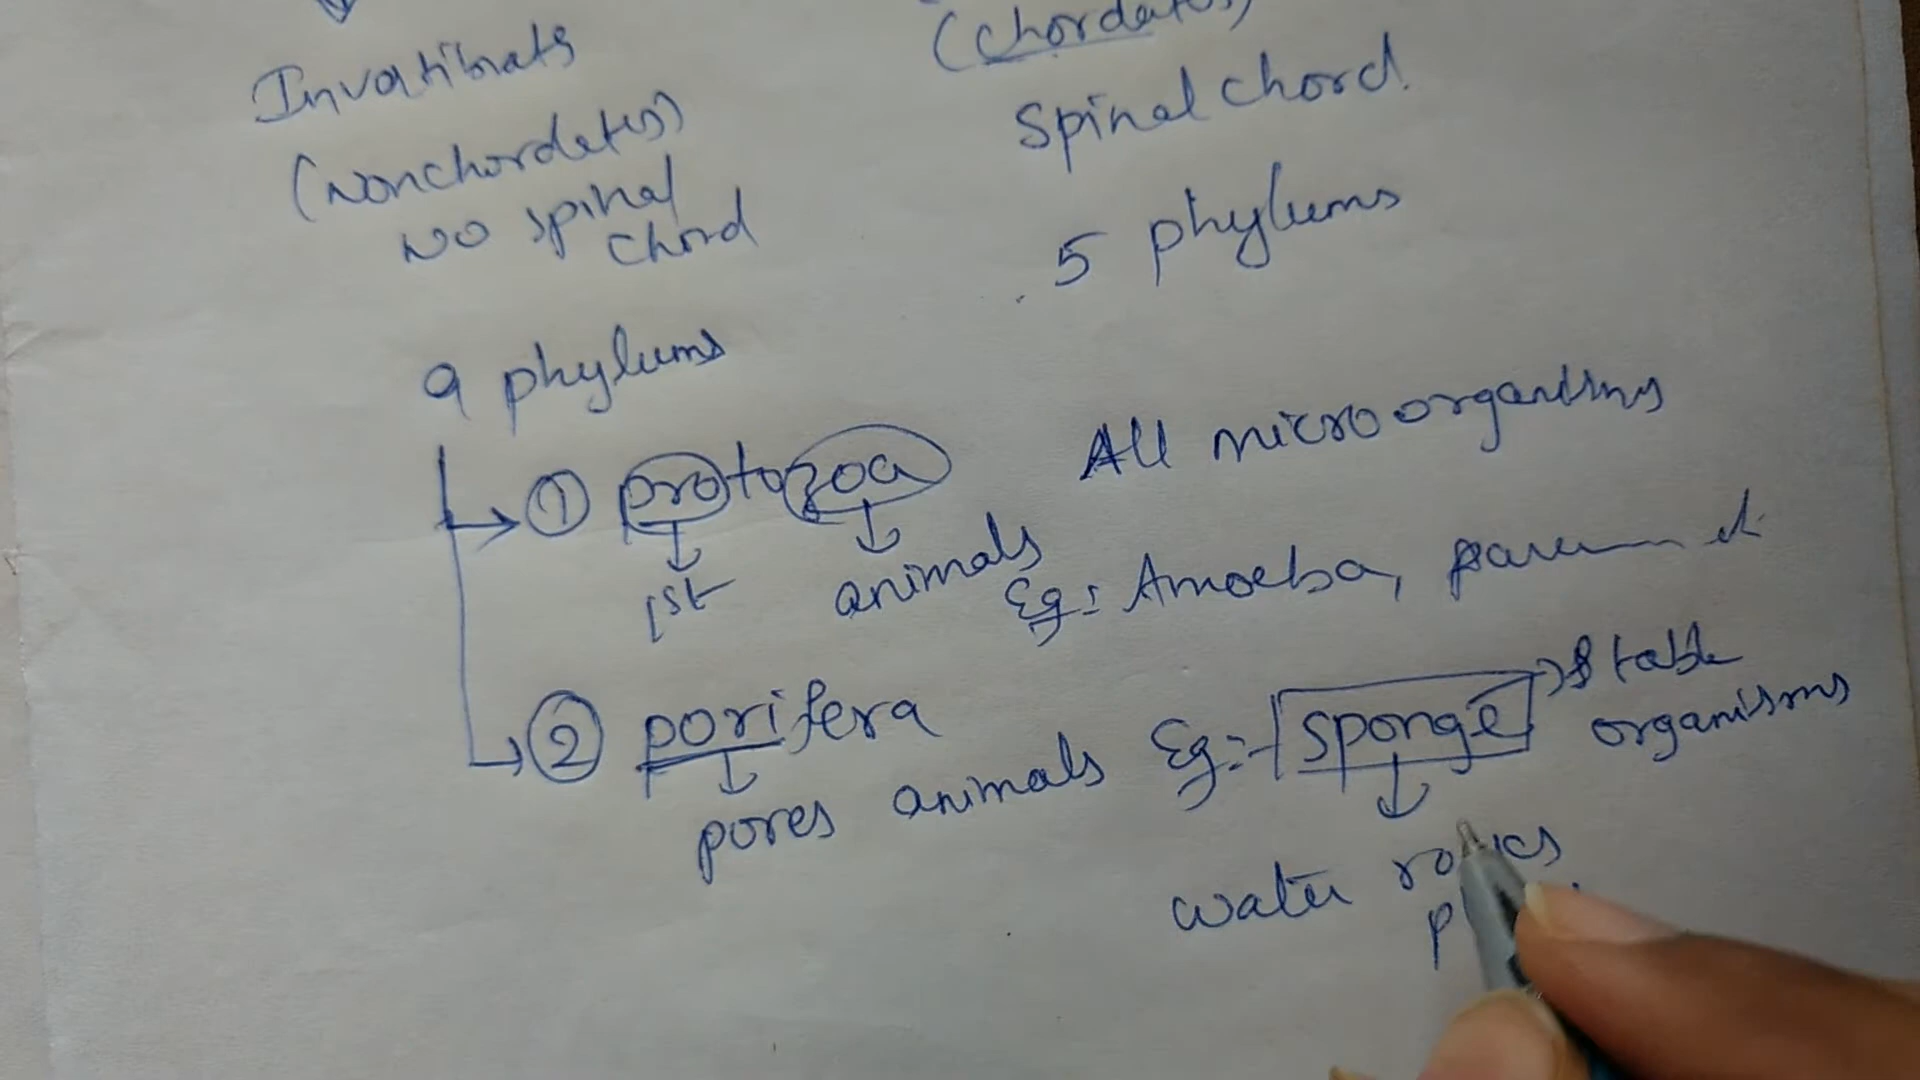 Invatibrats
(Nonchordates)
NO spinal
chord
9 phylums
(chordates)
Spinal chord.
5 phylums
① protozoa
1st
animals
All microorganisms
Eg: Amoeba,
② porifera
pores animals
Eg:- sponge
Stable
organisms
water